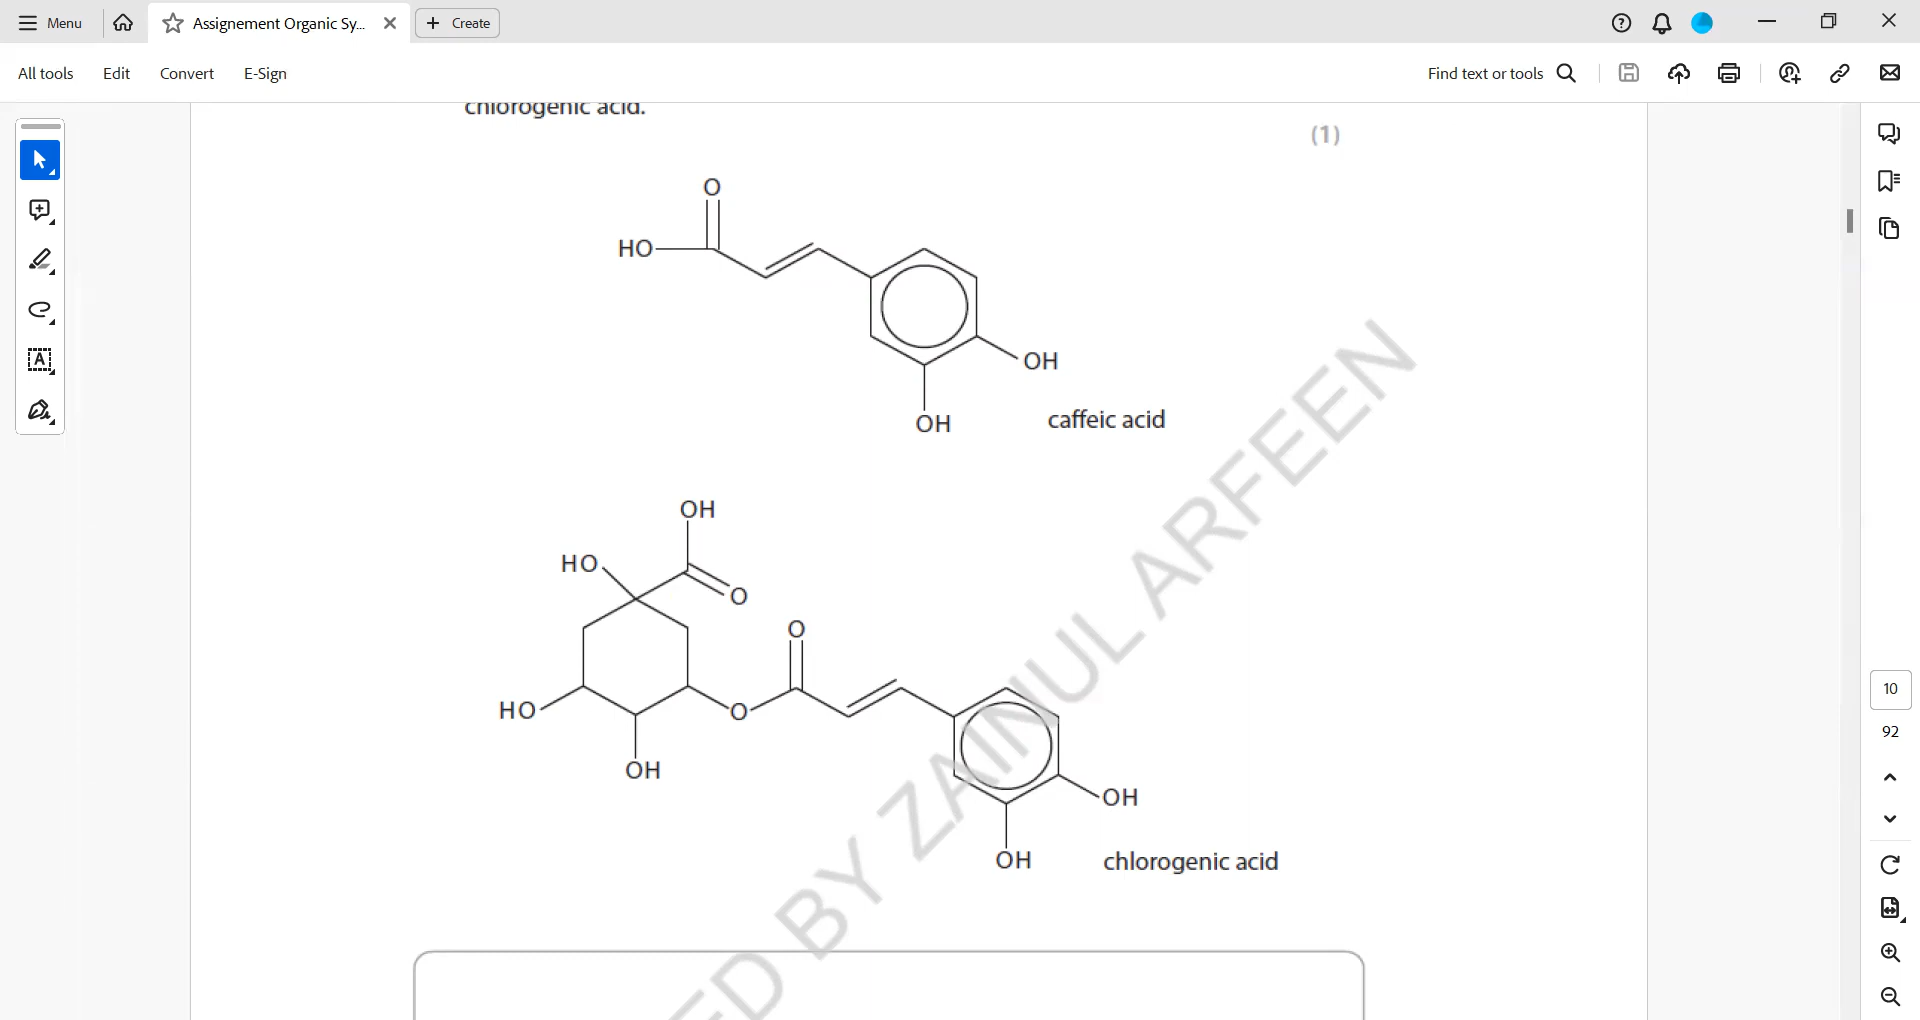 Menu
Assignement Organic Sy...
Create
All tools
Edit
Convert
E-Sign
Find text or tools
chlorogenic acid.
(1)
O
HO
OH
OH
caffeic acid
OH
HO
O
O
HO
O
OH
OH
OH
chlorogenic acid
ED BY ZAINUL ARFEEN
10
92